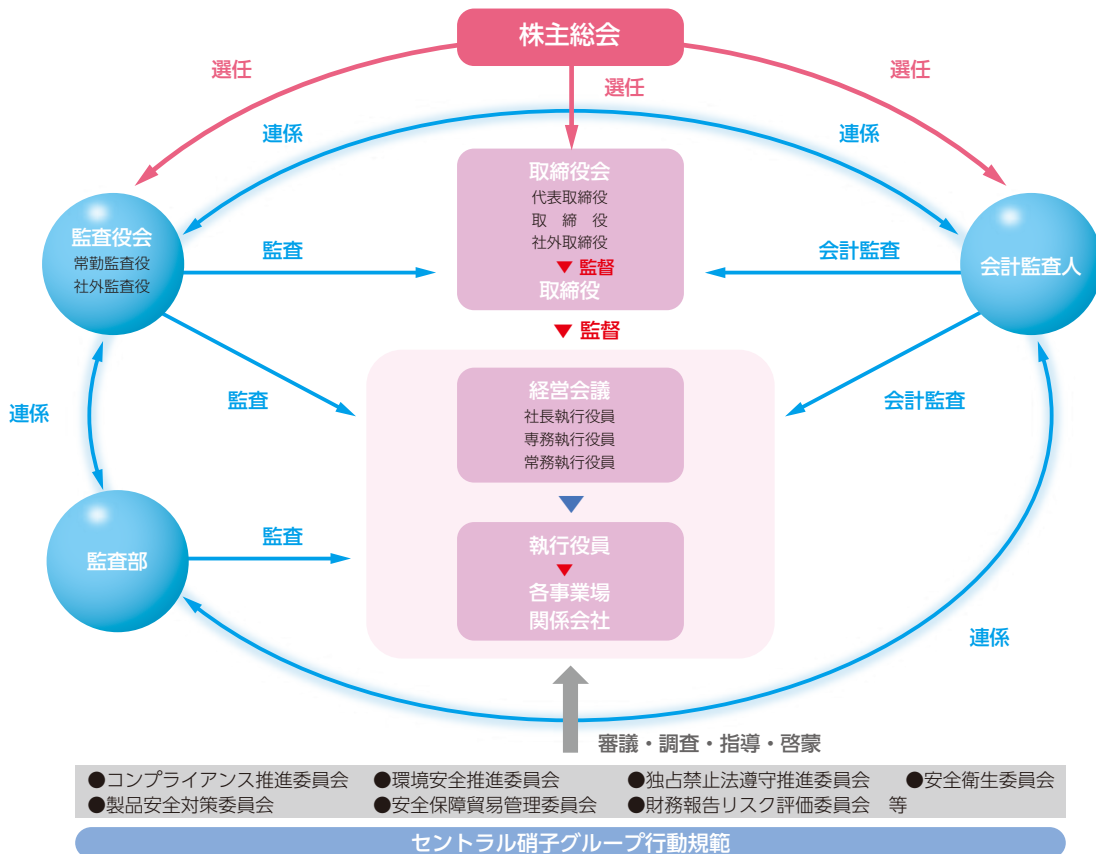 株主総会
選任
選任
選任
連係
連係
取締役会
代表取締役
取　締　役
社外取締役
▼ 監督
取締役
監査役会
常勤監査役
社外監査役
監査
会計監査
会計監査人
▼ 監督
経営会議
社長執行役員
専務執行役員
常務執行役員
監査
会計監査
連係
執行役員
各事業場
関係会社
監査部
監査
連係
審議・調査・指導・啓蒙
●コンプライアンス推進委員会　●環境安全推進委員会　●独占禁止法遵守推進委員会　●安全衛生委員会
●製品安全対策委員会　●安全保障貿易管理委員会　●財務報告リスク評価委員会　等
セントラル硝子グループ行動規範